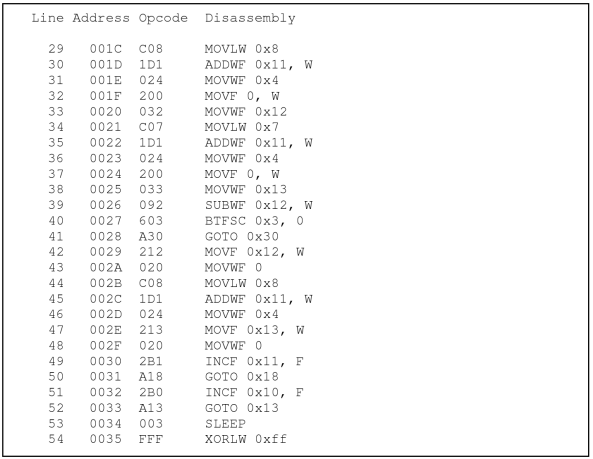 Line Address Opcode Disassembly
29 001C C08 MOVLW 0x8
30 001D 1D1 ADDWF 0x11, W
31 001E 024 MOVWF 0x4
32 001F 200 MOVF 0, W
33 0020 032 MOVWF 0x12
34 0021 C07 MOVLW 0x7
35 0022 1D1 ADDWF 0x11, W
36 0023 024 MOVWF 0x4
37 0024 200 MOVF 0, W
38 0025 033 MOVWF 0x13
39 0026 092 SUBWF 0x12, W
40 0027 603 BTFSC 0x3, 0
41 0028 A30 GOTO 0x30
42 0029 212 MOVF 0x12, W
43 002A 020 MOVWF 0
44 002B C08 MOVLW 0x8
45 002C 1D1 ADDWF 0x11, W
46 002D 024 MOVWF 0x4
47 002E 213 MOVF 0x13, W
48 002F 020 MOVWF 0
49 0030 2B1 INCF 0x11, F
50 0031 A18 GOTO 0x18
51 0032 2B0 INCF 0x10, F
52 0033 A13 GOTO 0x13
53 0034 003 SLEEP
54 0035 FFF XORLW 0xff